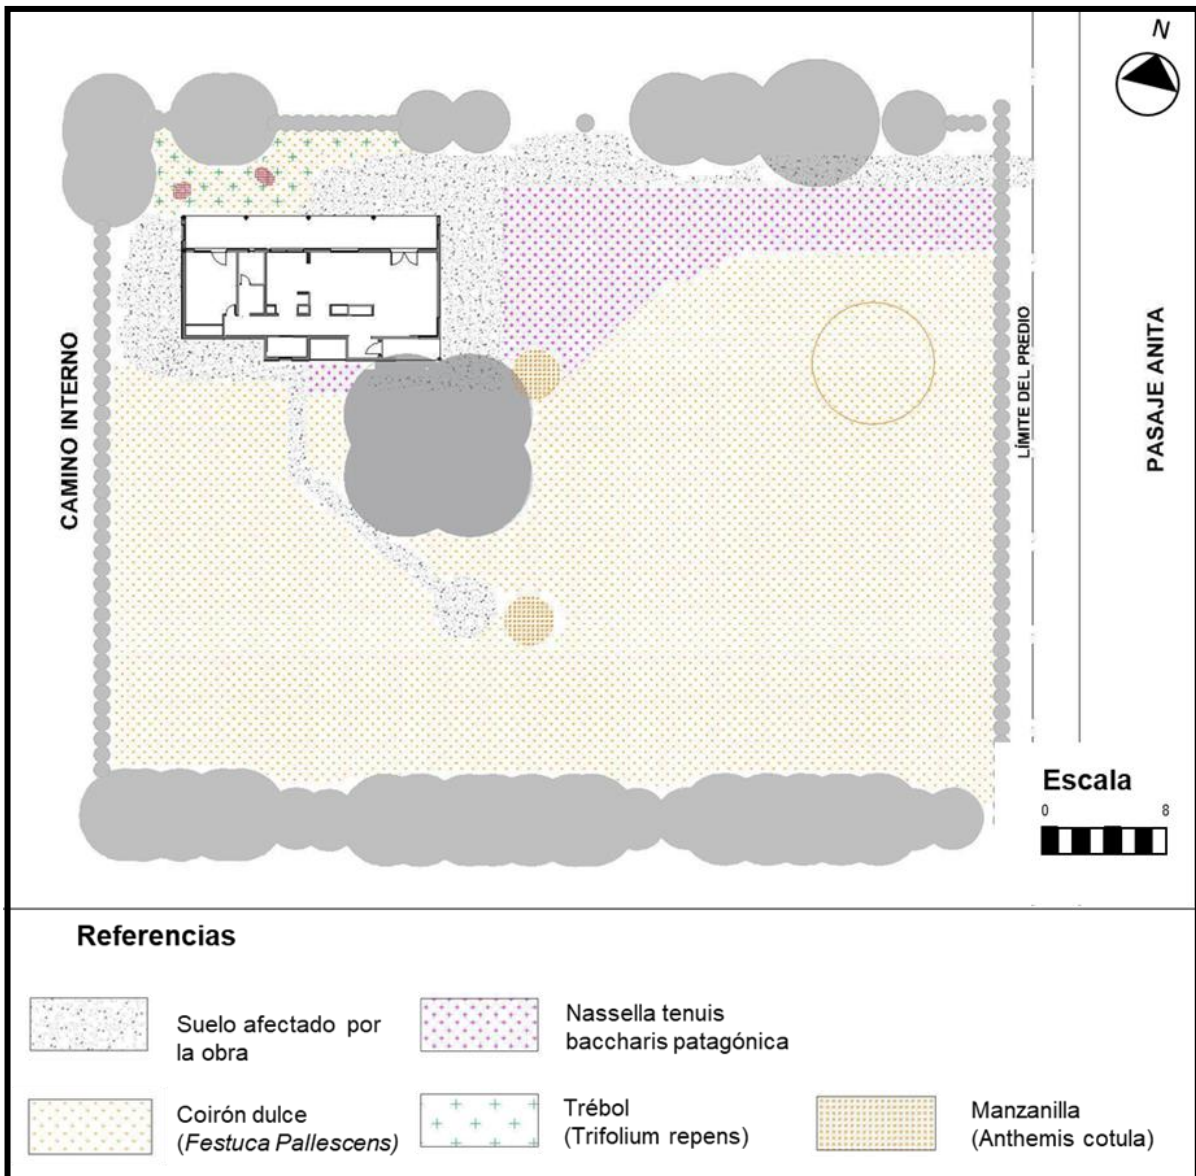 N
CAMINO INTERNO
LÍMITE DEL PREDIO
PASAJE ANITA
Escala
0 8
Referencias
Suelo afectado por
la obra
Nassella tenuis
baccharis patagónica
Coirón dulce
(Festuca Pallescens)
Trébol
(Trifolium repens)
Manzanilla
(Anthemis cotula)